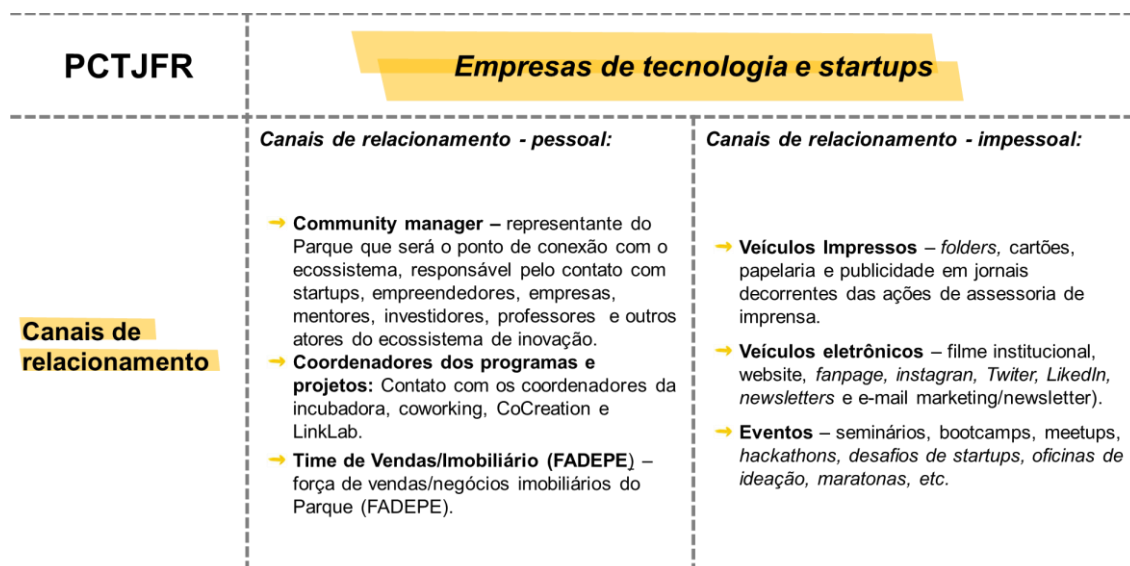 PCTJFR
Empresas de tecnologia e startups
Canais de relacionamento
Canais de relacionamento - pessoal:
→ Community manager – representante do
Parque que será o ponto de conexão com o
ecossistema, responsável pelo contato com
startups, empreendedores, empresas,
mentores, investidores, professores e outros
atores do ecossistema de inovação.
→ Coordenadores dos programas e
projetos: Contato com os coordenadores da
incubadora, coworking, CoCreation e
LinkLab.
→ Time de Vendas/Imobiliário (FADEPE) –
força de vendas/negócios imobiliários do
Parque (FADEPE).
Canais de relacionamento - impessoal:
→ Veículos Impressos – folders, cartões,
papelaria e publicidade em jornais
decorrentes das ações de assessoria de
imprensa.
→ Veículos eletrônicos – filme institucional,
website, fanpage, instagran, Twiter, LikedIn,
newsletters e e-mail marketing/newsletter).
→ Eventos – seminários, bootcamps, meetups,
hackathons, desafios de startups, oficinas de
ideação, maratonas, etc.